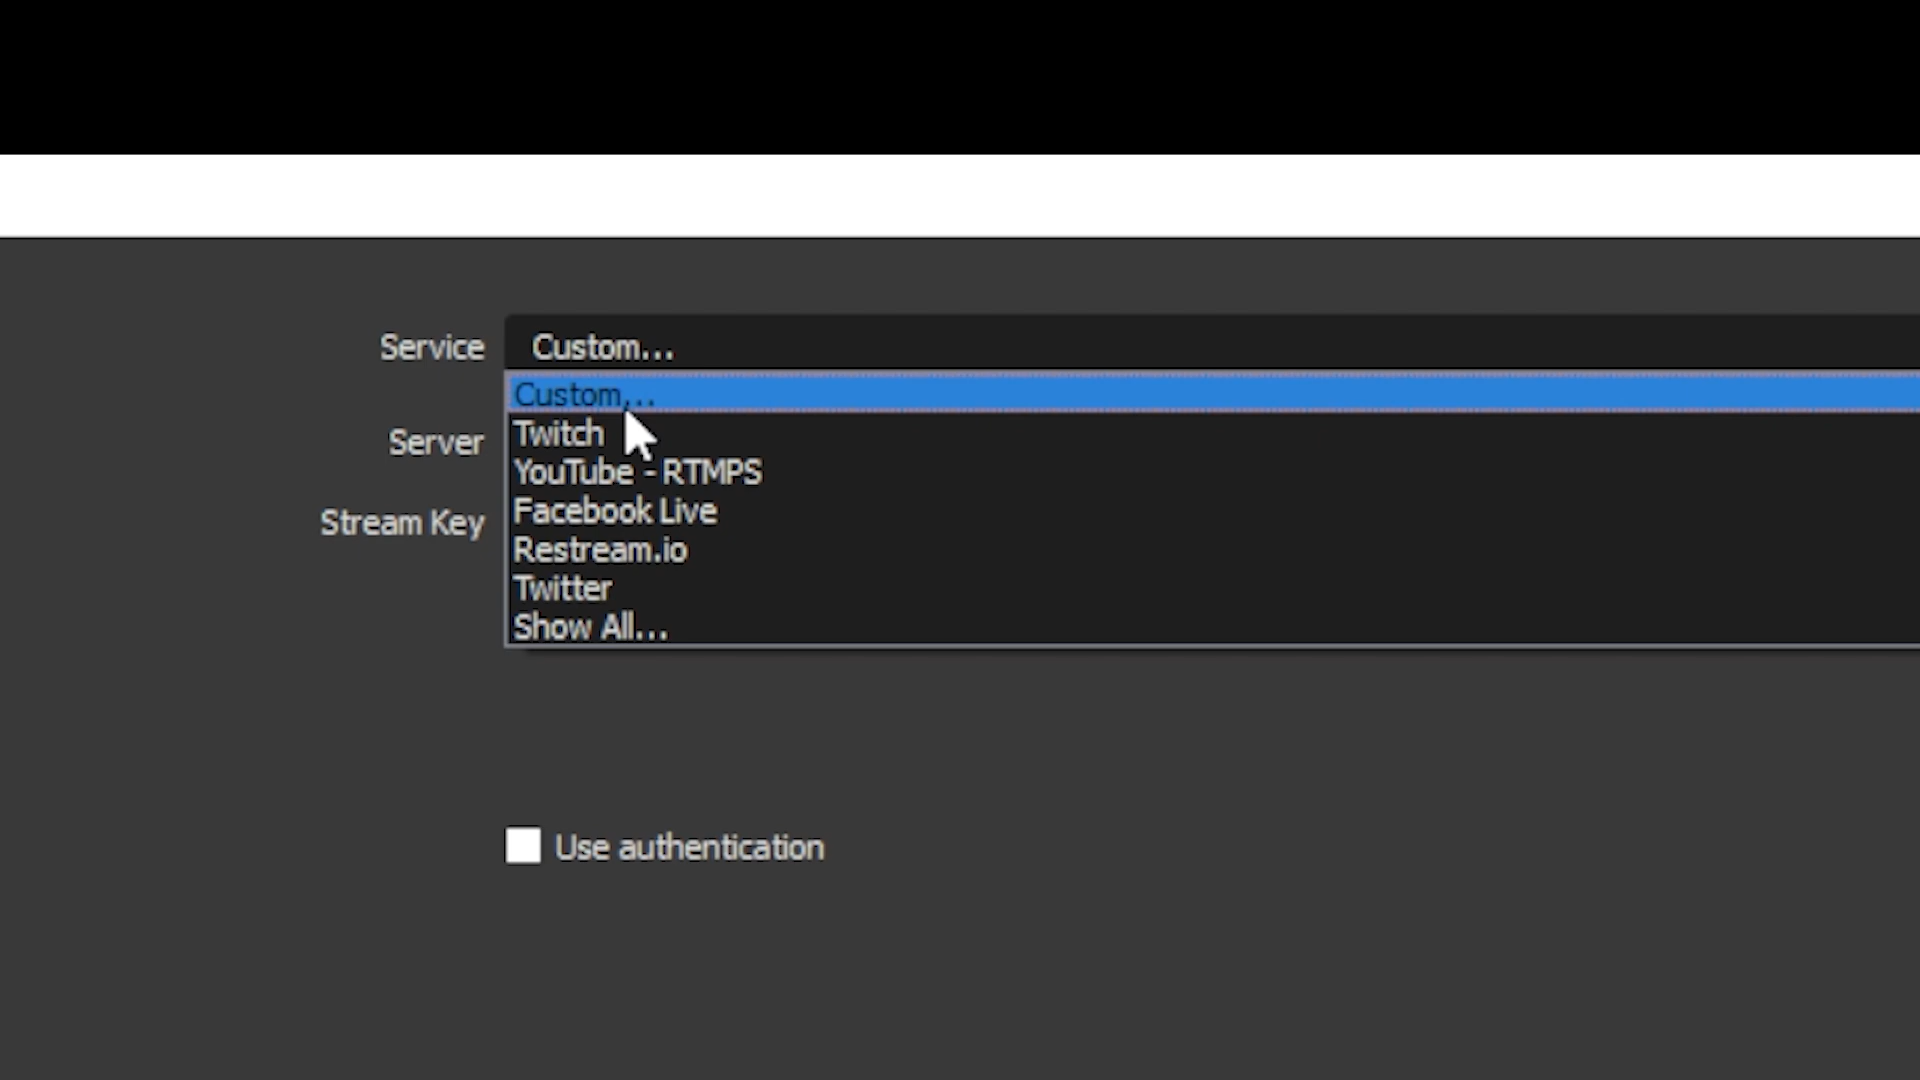 Service Custom...
Custom...
Server Twitch
YouTube - RTMPS
Stream Key Facebook Live
Restream.io
Twitter
Show All...
Use authentication